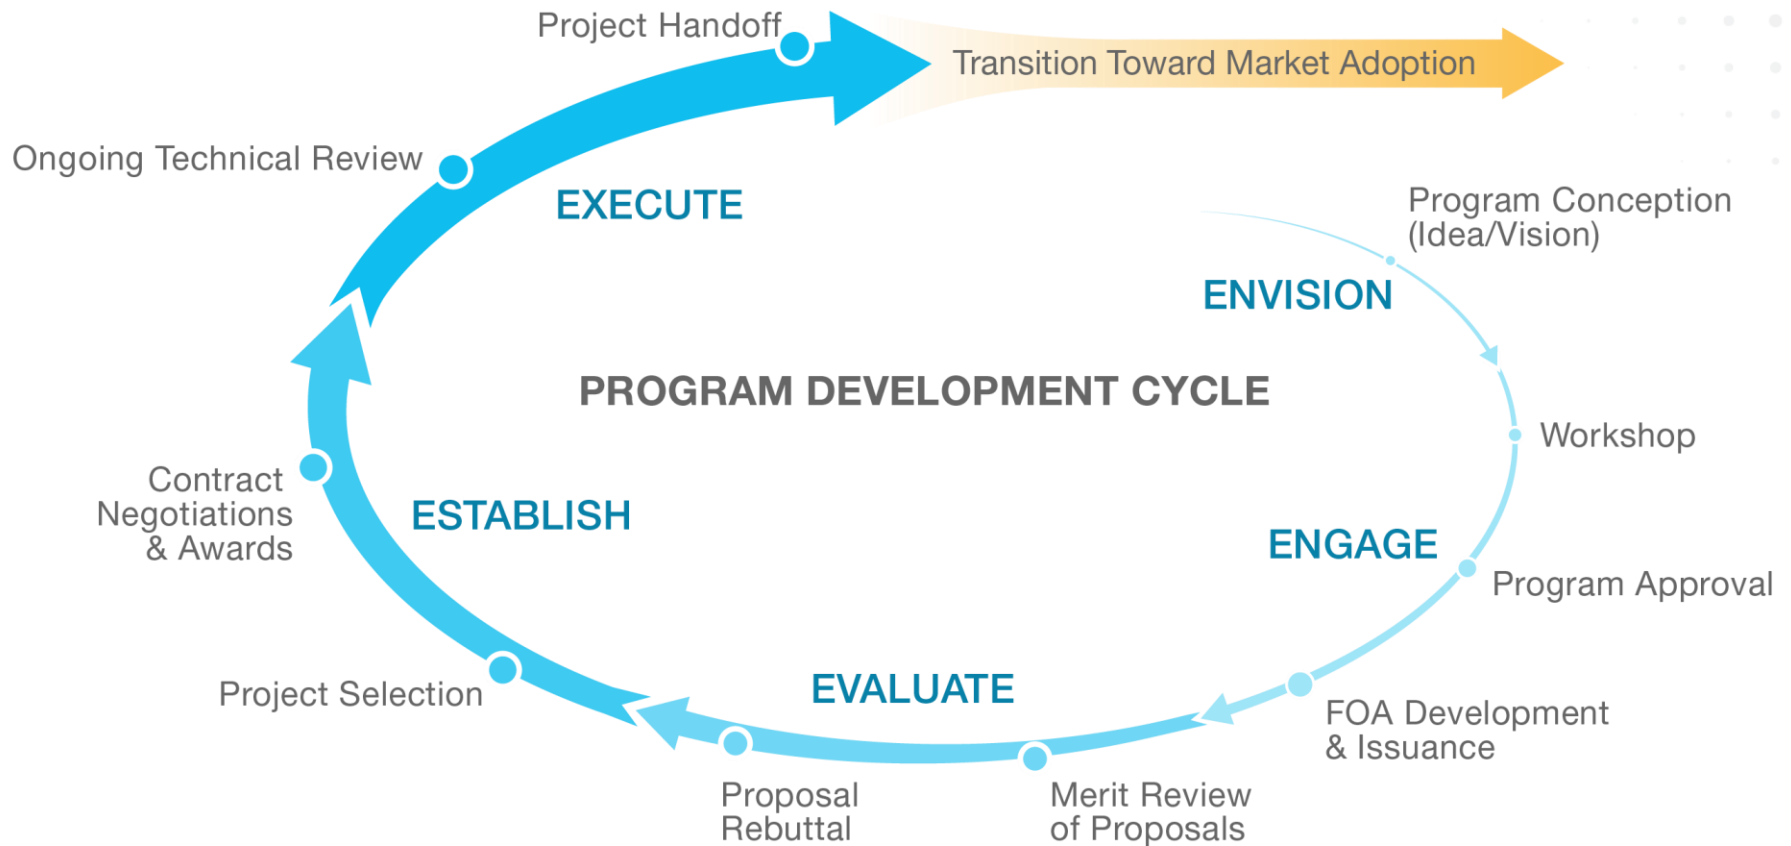 Project Handoff
Transition Toward Market Adoption
Ongoing Technical Review
EXECUTE
Program Conception
(Idea/Vision)
ENVISION
PROGRAM DEVELOPMENT CYCLE
Workshop
Contract
Negotiations
& Awards
ESTABLISH
ENGAGE
Program Approval
Project Selection
EVALUATE
FOA Development
& Issuance
Proposal
Rebuttal
Merit Review
of Proposals